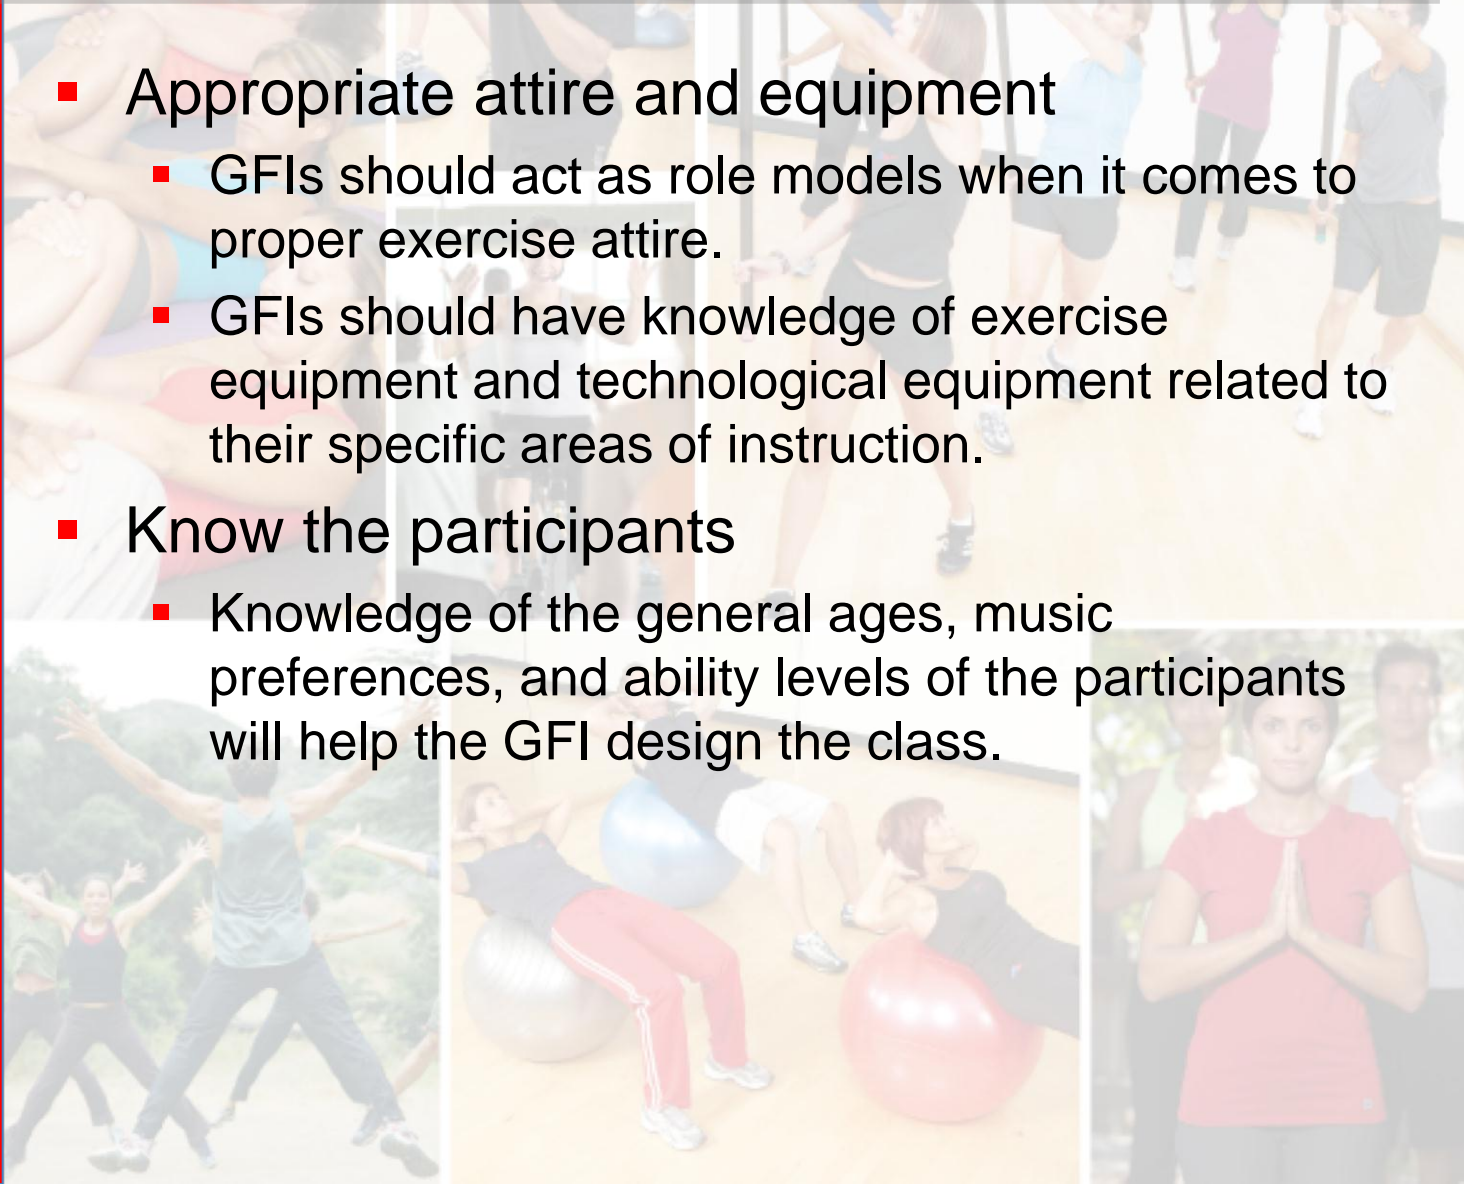 ▪ Appropriate attire and equipment
▪ GFIs should act as role models when it comes to
proper exercise attire.
▪ GFIs should have knowledge of exercise
equipment and technological equipment related to
their specific areas of instruction.
▪ Know the participants
▪ Knowledge of the general ages, music
preferences, and ability levels of the participants
will help the GFI design the class.